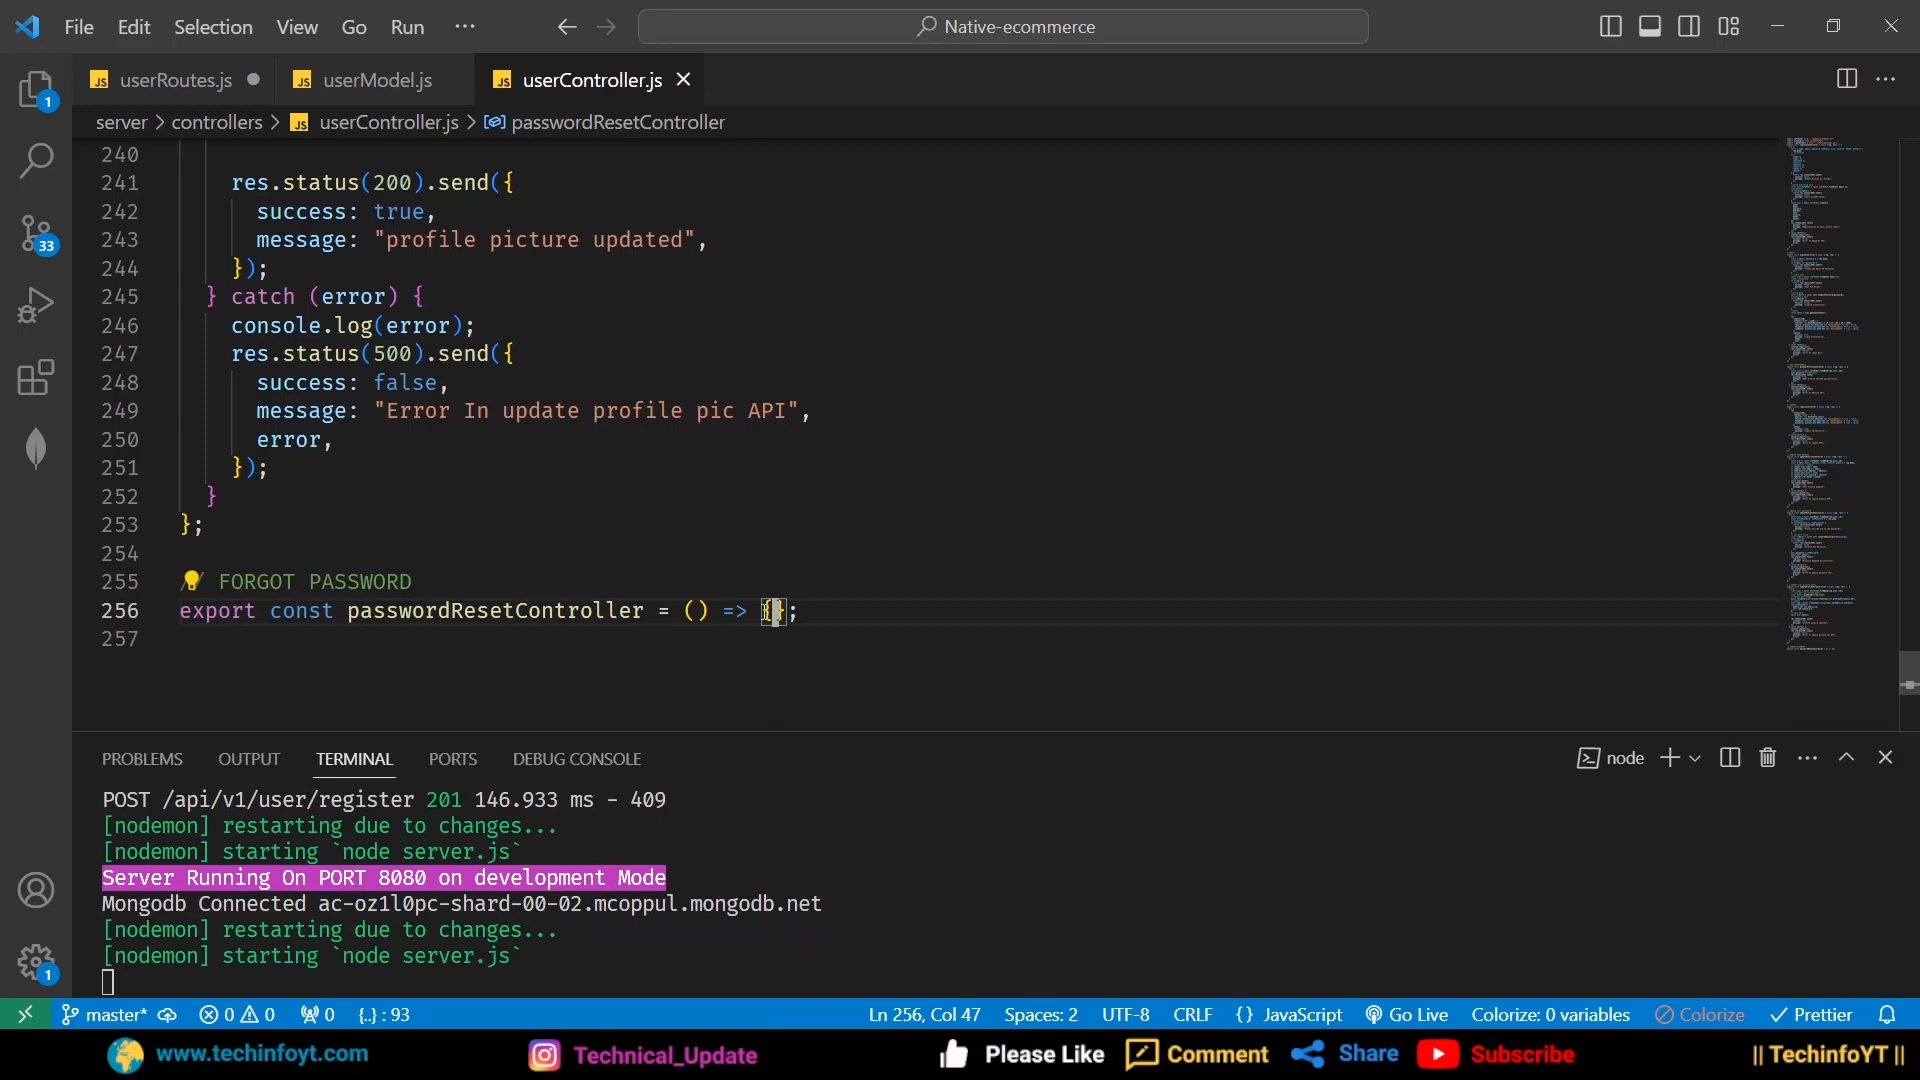 File Edit Selection View Go Run ··· Native-ecommerce
JS userRoutes.js JS userModel.js JS userController.js
server > controllers > JS userController.js > passwordResetController
240
241 res.status(200).send({
242 success: true,
243 message: "profile picture updated",
244 });
245 } catch (error) {
246 console.log(error);
247 res.status(500).send({
248 success: false,
249 message: "Error In update profile pic API",
250 error,
251 });
252 }
253 };
254
255 // FORGOT PASSWORD
256 export const passwordResetController = () => {};
257
1
33
1
PROBLEMS OUTPUT TERMINAL PORTS DEBUG CONSOLE node
POST /api/v1/user/register 201 146.933 ms - 409
[nodemon] restarting due to changes...
[nodemon] starting `node server.js`
Server Running On PORT 8080 on development Mode
Mongodb Connected ac-oz1l0pc-shard-00-02.mcoppul.mongodb.net
[nodemon] restarting due to changes...
[nodemon] starting `node server.js`
master* 0 0 0 {..} : 93 Ln 256, Col 47 Spaces: 2 UTF-8 CRLF {} JavaScript Go Live Colorize: 0 variables Colorize Prettier
www.techinfoyt.com Technical_Update Please Like Comment Share Subscribe || TechinfoYT ||